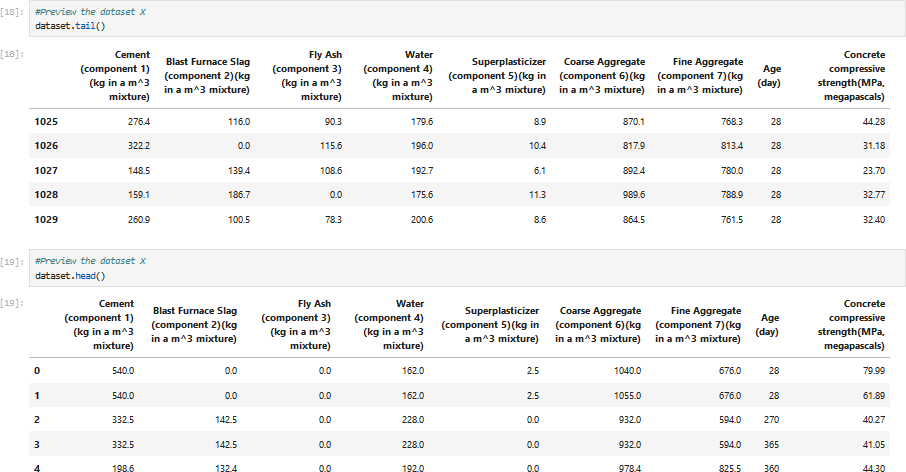 [18]: #Preview the dataset X
dataset.tail()
[18]: Cement (component 1) (kg in a m^3 mixture) Blast Furnace Slag (component 2)(kg in a m^3 mixture) Fly Ash (component 3) (kg in a m^3 mixture) Water (component 4) (kg in a m^3 mixture) Superplasticizer (component 5)(kg in a m^3 mixture) Coarse Aggregate (component 6)(kg in a m^3 mixture) Fine Aggregate (component 7)(kg in a m^3 mixture) Age (day) Concrete compressive strength(MPa, megapascals)
1025 276.4 116.0 90.3 179.6 8.9 870.1 768.3 28 44.28
1026 322.2 0.0 115.6 196.0 10.4 817.9 813.4 28 31.18
1027 148.5 139.4 108.6 192.7 6.1 892.4 780.0 28 23.70
1028 159.1 186.7 0.0 175.6 11.3 989.6 788.9 28 32.77
1029 260.9 100.5 78.3 200.6 8.6 864.5 761.5 28 32.40
[19]: #Preview the dataset X
dataset.head()
[19]: Cement (component 1) (kg in a m^3 mixture) Blast Furnace Slag (component 2)(kg in a m^3 mixture) Fly Ash (component 3) (kg in a m^3 mixture) Water (component 4) (kg in a m^3 mixture) Superplasticizer (component 5)(kg in a m^3 mixture) Coarse Aggregate (component 6)(kg in a m^3 mixture) Fine Aggregate (component 7)(kg in a m^3 mixture) Age (day) Concrete compressive strength(MPa, megapascals)
0 540.0 0.0 0.0 162.0 2.5 1040.0 676.0 28 79.99
1 540.0 0.0 0.0 162.0 2.5 1055.0 676.0 28 61.89
2 332.5 142.5 0.0 228.0 0.0 932.0 594.0 270 40.27
3 332.5 142.5 0.0 228.0 0.0 932.0 594.0 365 41.05
4 198.6 132.4 0.0 192.0 0.0 978.4 825.5 360 44.30